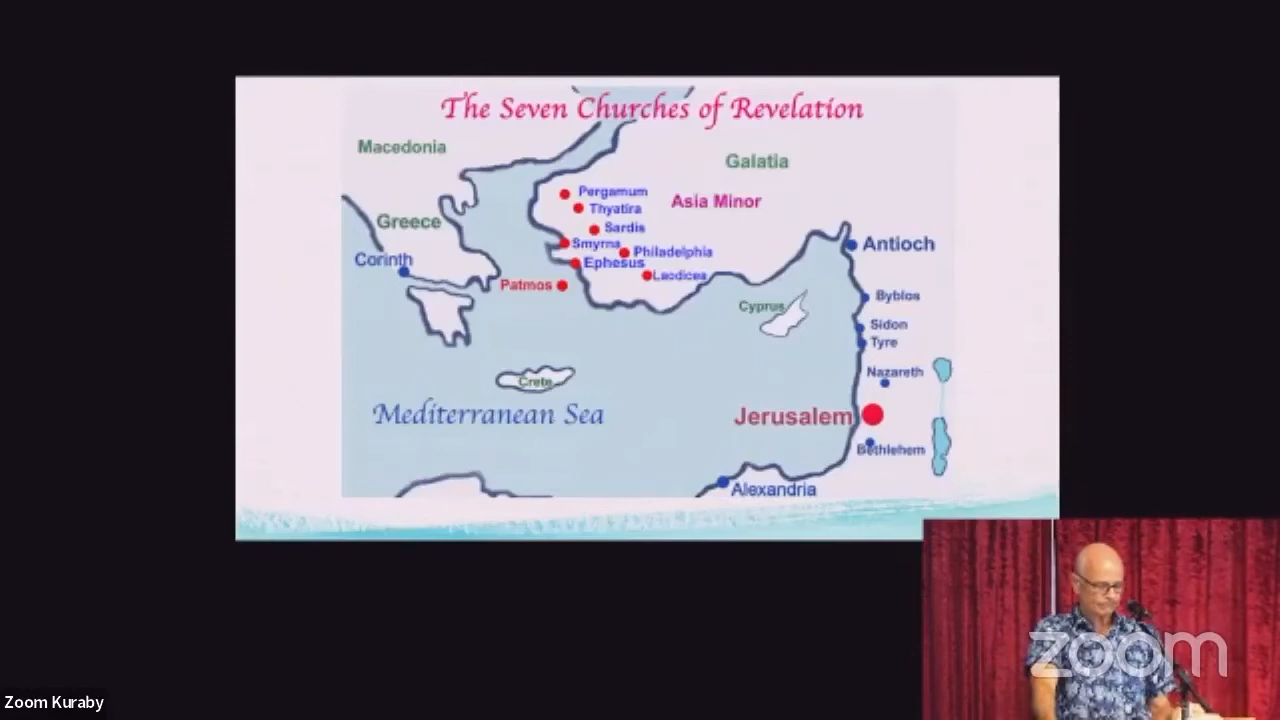 The Seven Churches of Revelation
Macedonia
Galatia
Pergamum
Asia Minor
Thyatira
Greece
Sardis
Smyrna
Philadelphia
Antioch
Corinth
Ephesus
Laodicea
Patmos
Byblos
Cyprus
Sidon
Tyre
Nazareth
Crete
Mediterranean Sea
Jerusalem
Bethlehem
Alexandria
zoom
Zoom Kuraby